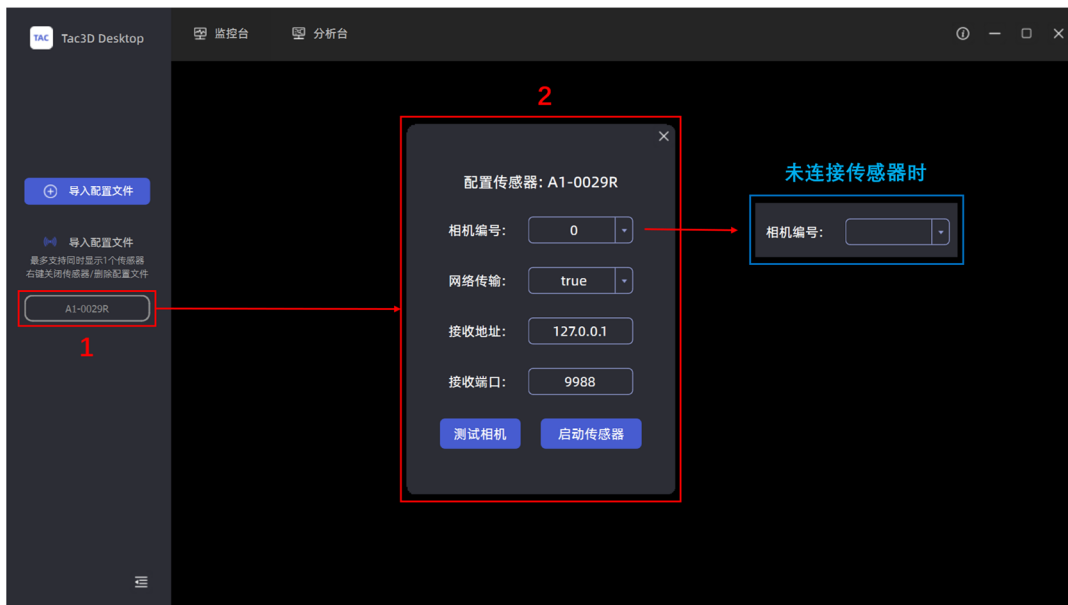 TAC Tac3D Desktop
监控台
分析台
2
未连接传感器时
导入配置文件
导入配置文件
最多支持同时显示1个传感器
右键关闭传感器/删除配置文件
A1-0029R
1
配置传感器: A1-0029R
相机编号: 0
网络传输: true
接收地址: 127.0.0.1
接收端口: 9988
测试相机 启动传感器
相机编号: